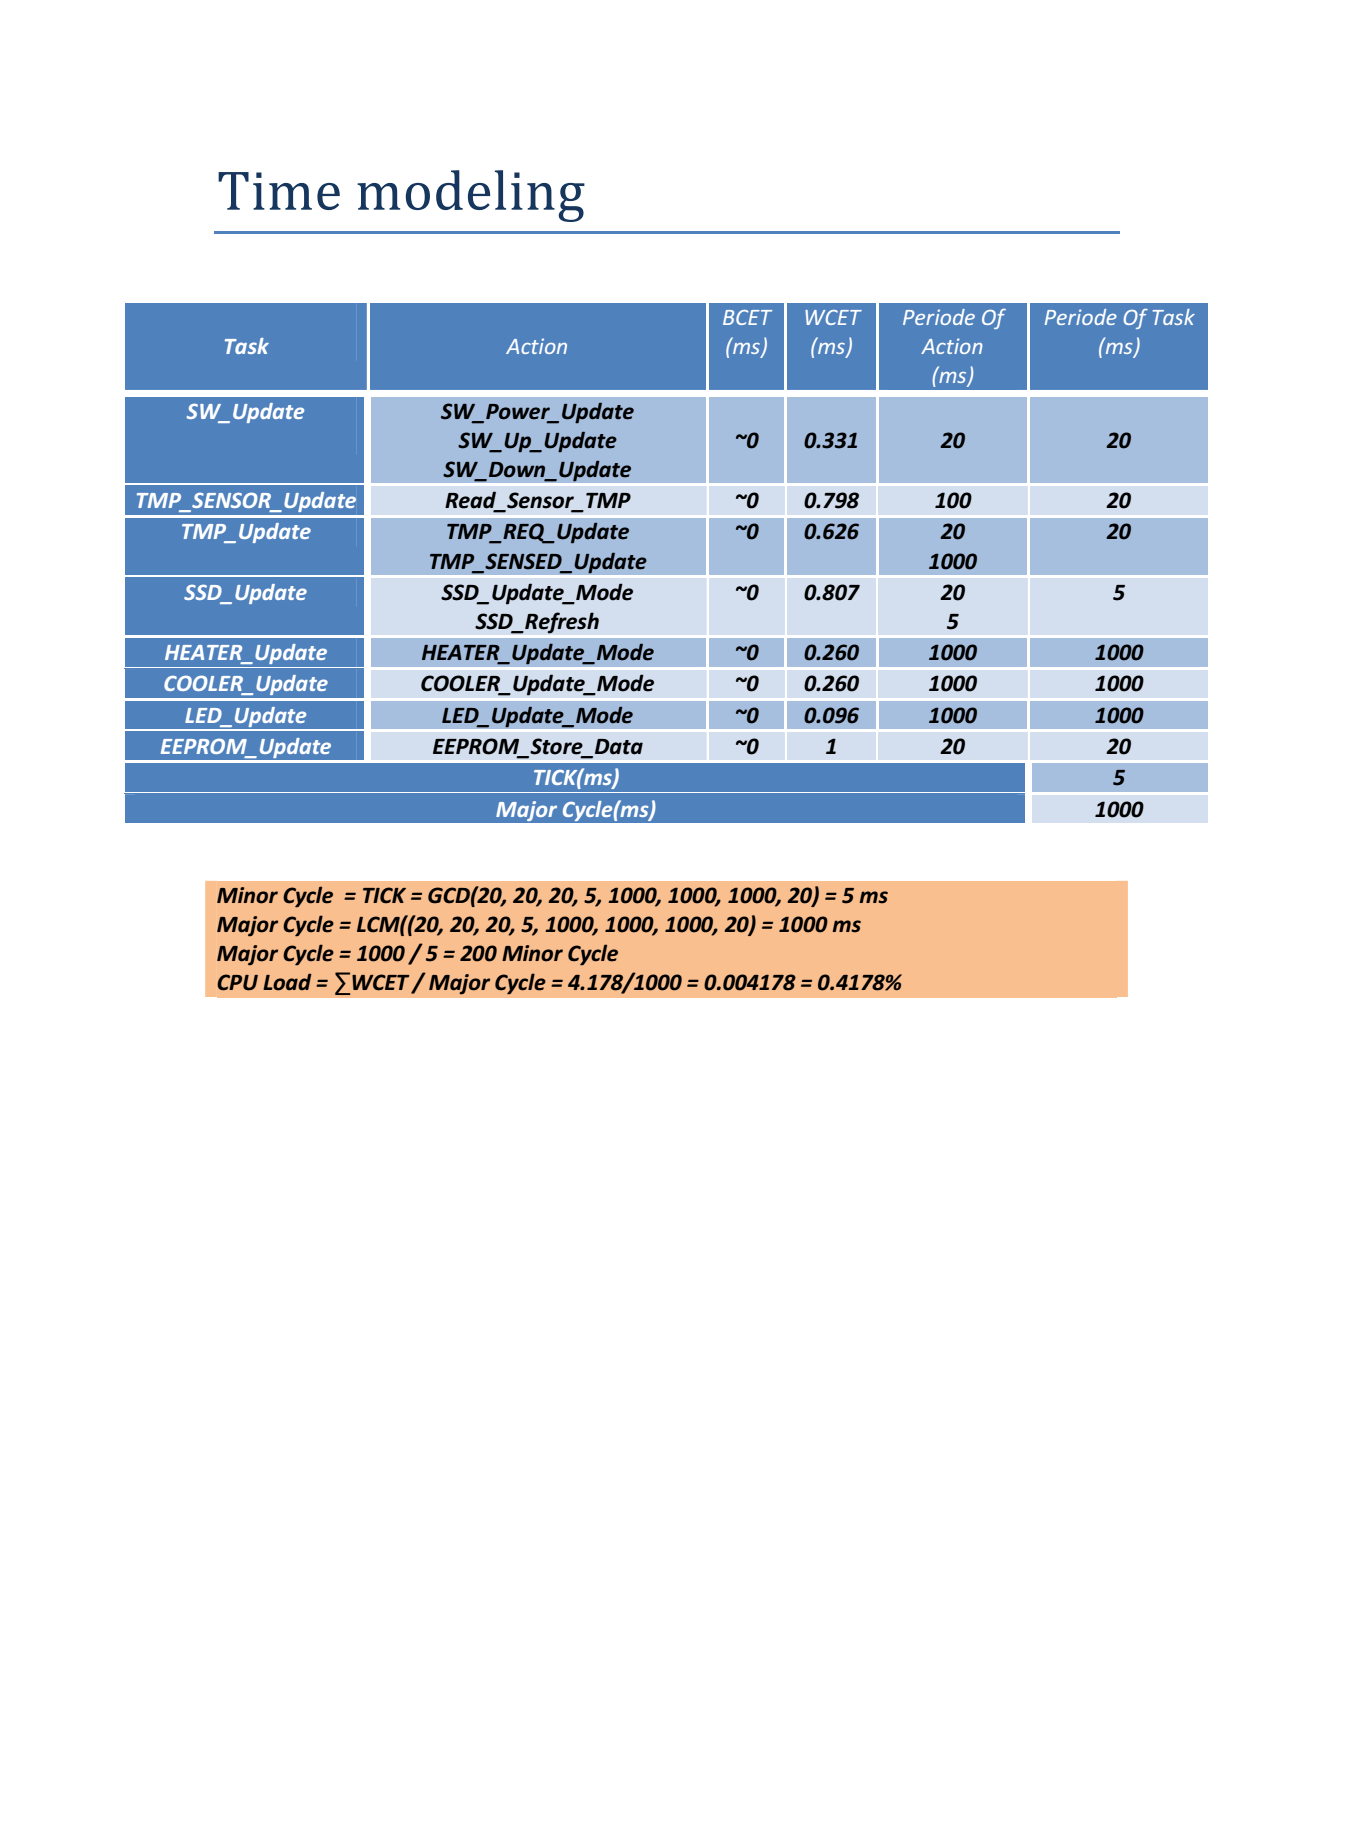 Time modeling
Task Action BCET (ms) WCET (ms) Periode Of Action (ms) Periode Of Task (ms)
SW_Update SW_Power_Update
SW_Up_Update ~0 0.331 20 20
SW_Down_Update
TMP_SENSOR_Update Read_Sensor_TMP ~0 0.798 100 20
TMP_Update TMP_REQ_Update ~0 0.626 20 20
TMP_SENSED_Update 1000
SSD_Update SSD_Update_Mode ~0 0.807 20 5
SSD_Refresh 5
HEATER_Update HEATER_Update_Mode ~0 0.260 1000 1000
COOLER_Update COOLER_Update_Mode ~0 0.260 1000 1000
LED_Update LED_Update_Mode ~0 0.096 1000 1000
EEPROM_Update EEPROM_Store_Data ~0 1 20 20
TICK(ms) 5
Major Cycle(ms) 1000
Minor Cycle = TICK = GCD(20, 20, 20, 5, 1000, 1000, 1000, 20) = 5 ms
Major Cycle = LCM((20, 20, 20, 5, 1000, 1000, 1000, 20) = 1000 ms
Major Cycle = 1000 / 5 = 200 Minor Cycle
CPU Load = ∑WCET / Major Cycle = 4.178/1000 = 0.004178 = 0.4178%